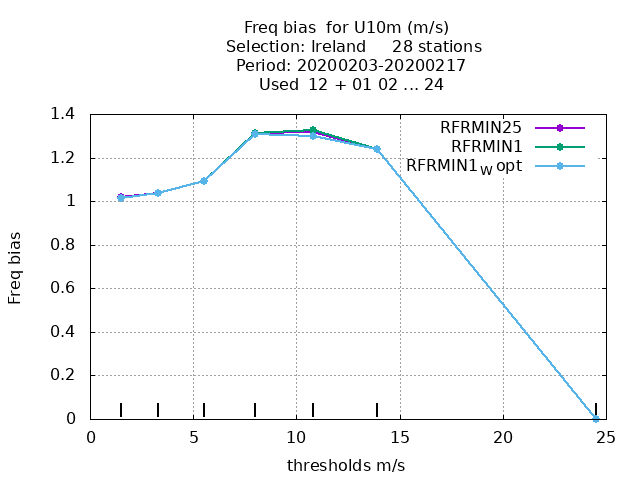 Freq bias  for U10m (m/s)
Selection: Ireland     28 stations
Period: 20200203-20200217
Used  12 + 01 02 ... 24
RFRMIN25
RFRMIN1
RFRMIN1W opt
Freq bias
1.4
1.2
1
0.8
0.6
0.4
0.2
0
0 5 10 15 20 25
thresholds m/s